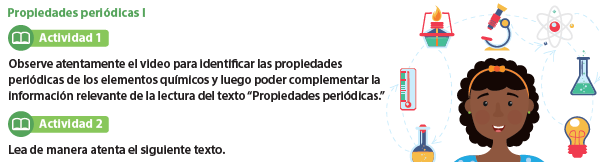 Propiedades periódicas I
Actividad 1
Observe atentamente el video para identificar las propiedades
periódicas de los elementos químicos y luego poder complementar la
información relevante de la lectura del texto “Propiedades periódicas.”
Actividad 2
Lea de manera atenta el siguiente texto.